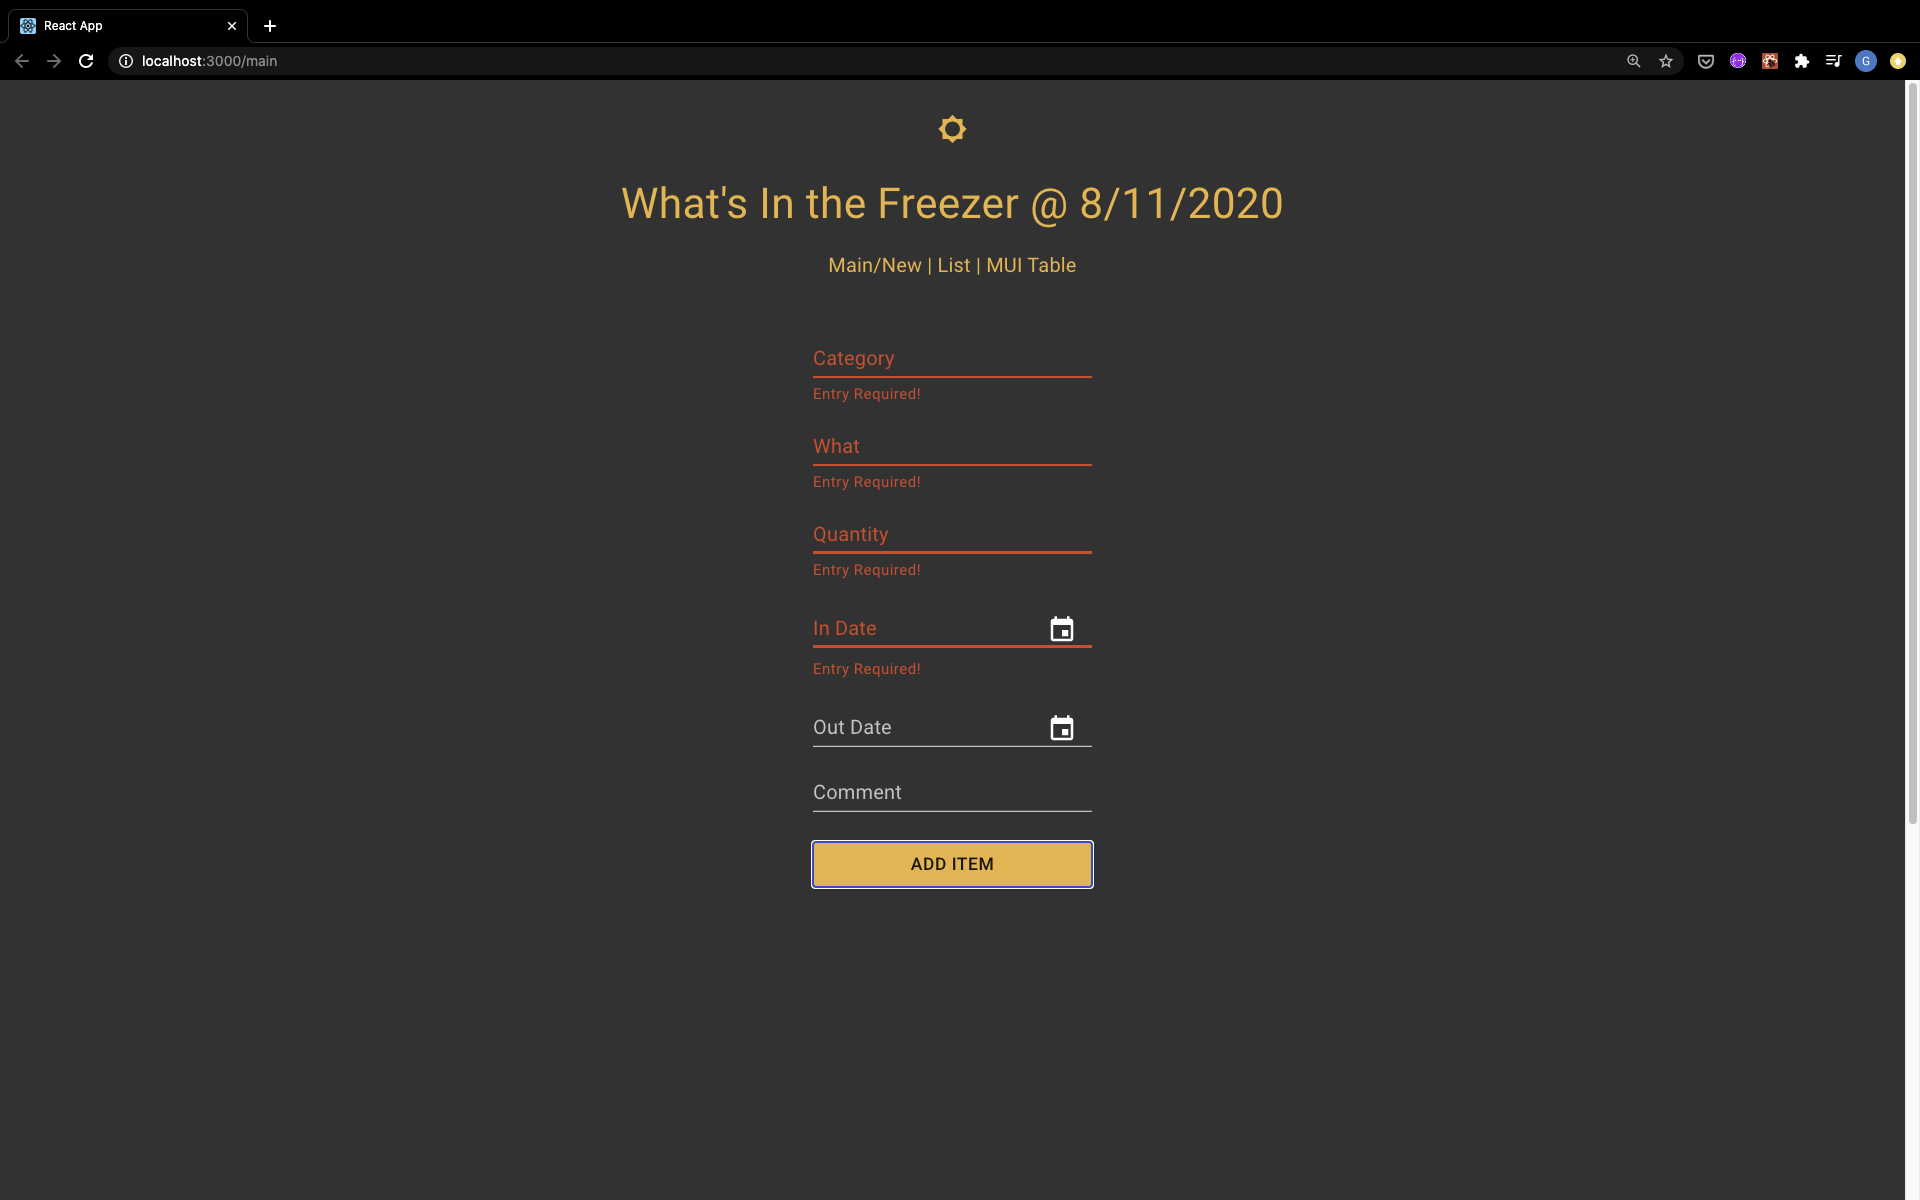 React App
localhost:3000/main
G
What's In the Freezer @ 8/11/2020
Main/New | List | MUI Table
Category
Entry Required!
What
Entry Required!
Quantity
Entry Required!
In Date
Entry Required!
Out Date
Comment
ADD ITEM